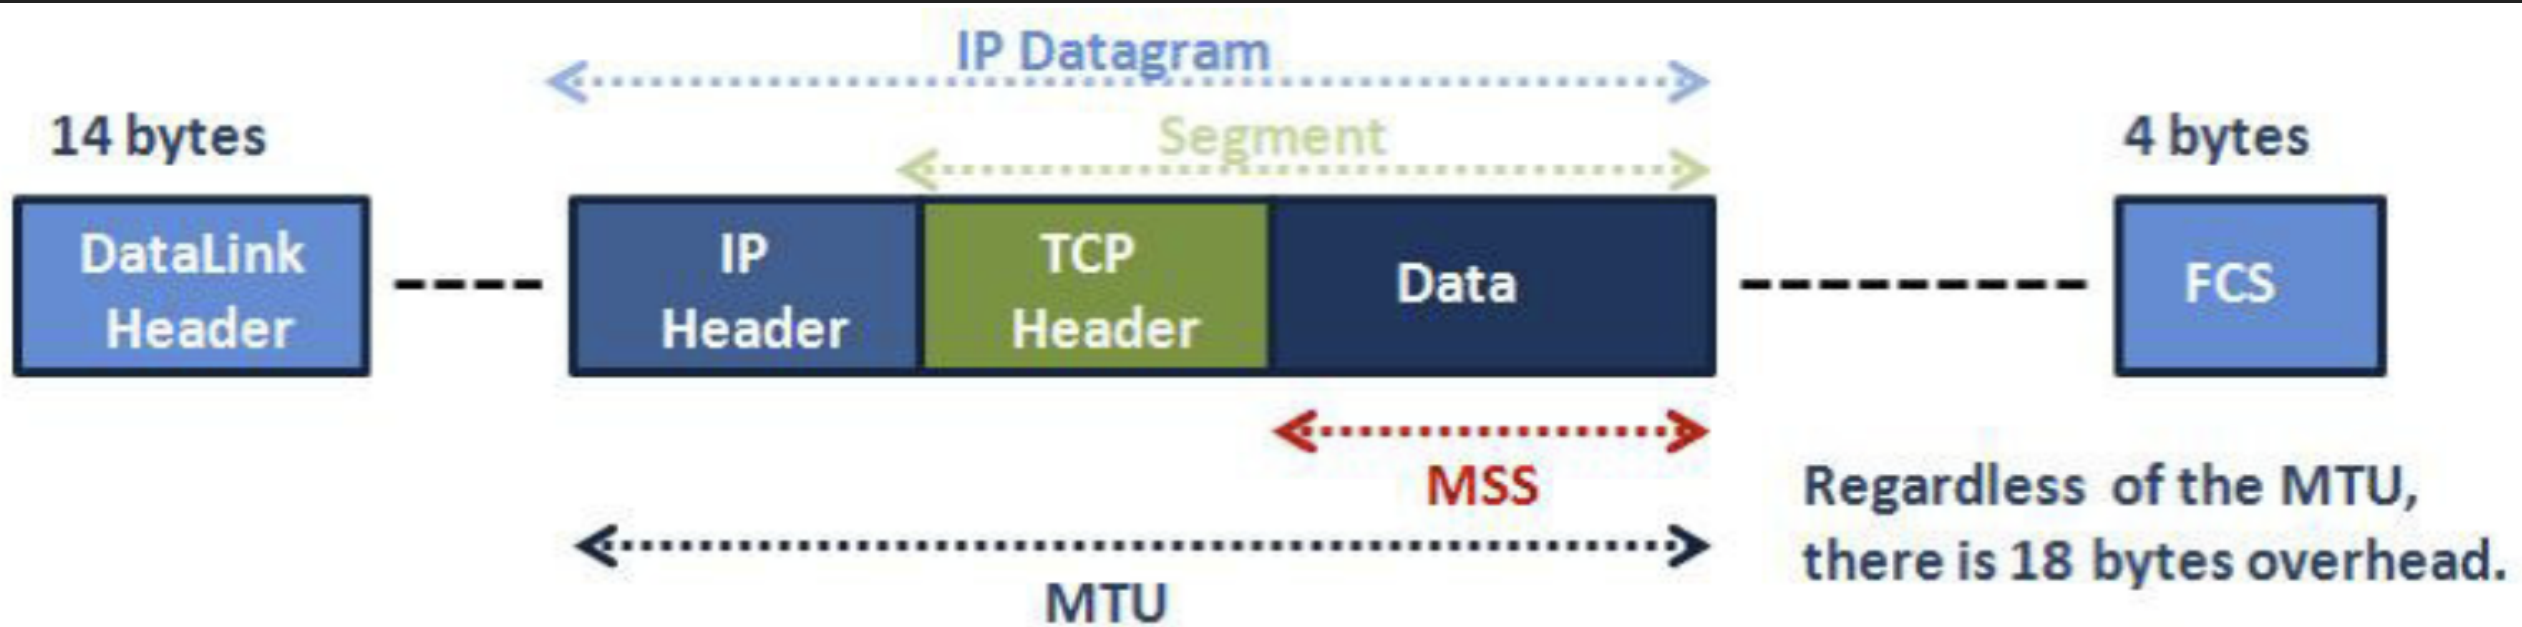 IP Datagram
14 bytes
Segment
4 bytes
DataLink
Header
IP
Header
TCP
Header
Data
FCS
MSS
MTU
Regardless of the MTU,
there is 18 bytes overhead.